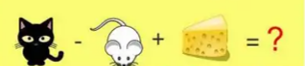 - + = ?